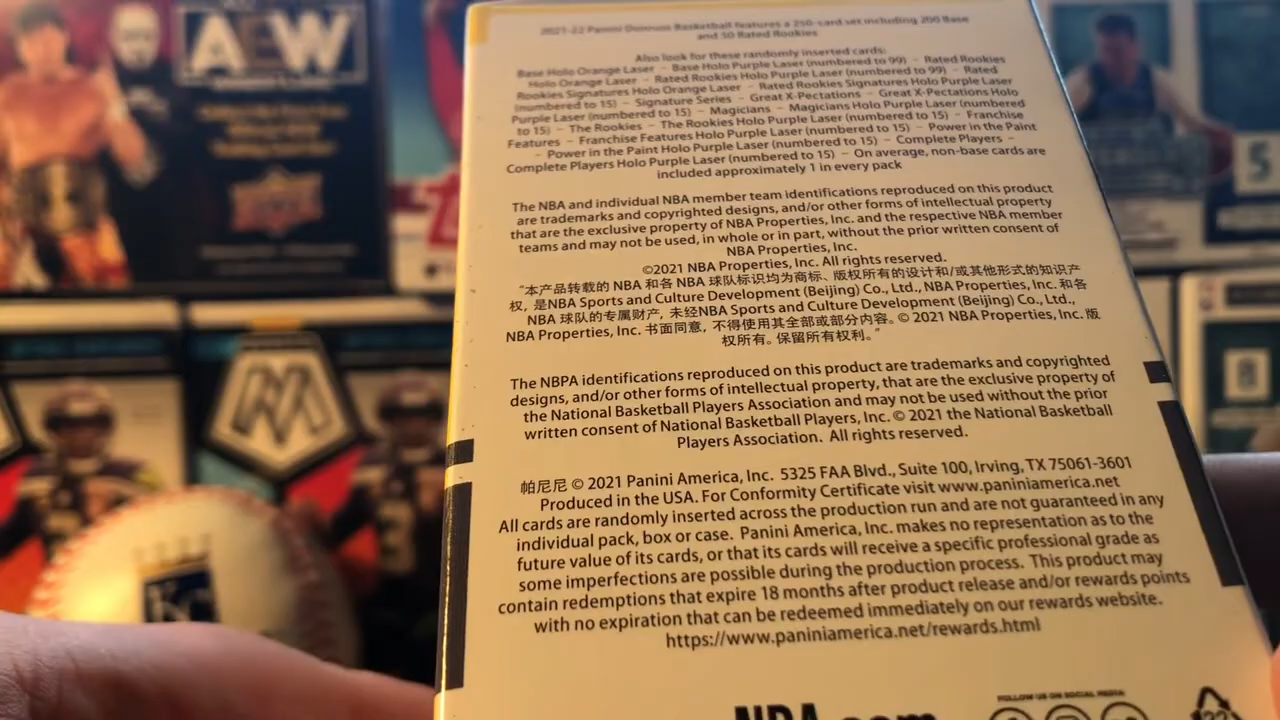 2021-22 Panini Donruss Basketball features a 250-card set including 200 Base
and 50 Rated Rookies
Also look for these randomly inserted cards:
Base Holo Orange Laser – Base Holo Purple Laser (numbered to 99) – Rated Rookies
Holo Orange Laser – Rated Rookies Holo Purple Laser (numbered to 99) – Rated
Rookies Signatures Holo Orange Laser – Rated Rookies Signatures Holo Purple Laser
(numbered to 15) – Signature Series – Great X-Pectations – Great X-Pectations Holo
Purple Laser (numbered to 15) – Magicians – Magicians Holo Purple Laser (numbered
to 15) – The Rookies – The Rookies Holo Purple Laser (numbered to 15) – Franchise
Features – Franchise Features Holo Purple Laser (numbered to 15) – Power in the Paint
– Power in the Paint Holo Purple Laser (numbered to 15) – Complete Players –
Complete Players Holo Purple Laser (numbered to 15) – On average, non-base cards are
included approximately 1 in every pack
The NBA and individual NBA member team identifications reproduced on this product
are trademarks and copyrighted designs, and/or other forms of intellectual property
that are the exclusive property of NBA Properties, Inc. and the respective NBA member
teams and may not be used, in whole or in part, without the prior written consent of
NBA Properties, Inc.
©2021 NBA Properties, Inc. All rights reserved.
"本产品转载的 NBA 和各 NBA 球队标识均为商标、版权所有的设计和/或其他形式的知识产
权, 是NBA Sports and Culture Development (Beijing) Co., Ltd., NBA Properties, Inc. 和各
NBA 球队的专属财产, 未经NBA Sports and Culture Development (Beijing) Co., Ltd.,
NBA Properties, Inc. 书面同意, 不得使用其全部或部分内容。© 2021 NBA Properties, Inc. 版
权所有。保留所有权利。"
The NBPA identifications reproduced on this product are trademarks and copyrighted
designs, and/or other forms of intellectual property, that are the exclusive property of
the National Basketball Players Association and may not be used without the prior
written consent of National Basketball Players, Inc. © 2021 the National Basketball
Players Association. All rights reserved.
帕尼尼 © 2021 Panini America, Inc. 5325 FAA Blvd., Suite 100, Irving, TX 75061-3601
Produced in the USA. For Conformity Certificate visit www.paniniamerica.net
All cards are randomly inserted across the production run and are not guaranteed in any
individual pack, box or case. Panini America, Inc. makes no representation as to the
future value of its cards, or that its cards will receive a specific professional grade as
some imperfections are possible during the production process. This product may
contain redemptions that expire 18 months after product release and/or rewards points
with no expiration that can be redeemed immediately on our rewards website.
https://www.paniniamerica.net/rewards.html
NBA.com
FOLLOW US ON SOCIAL MEDIA
AEW
KC
5
8
3